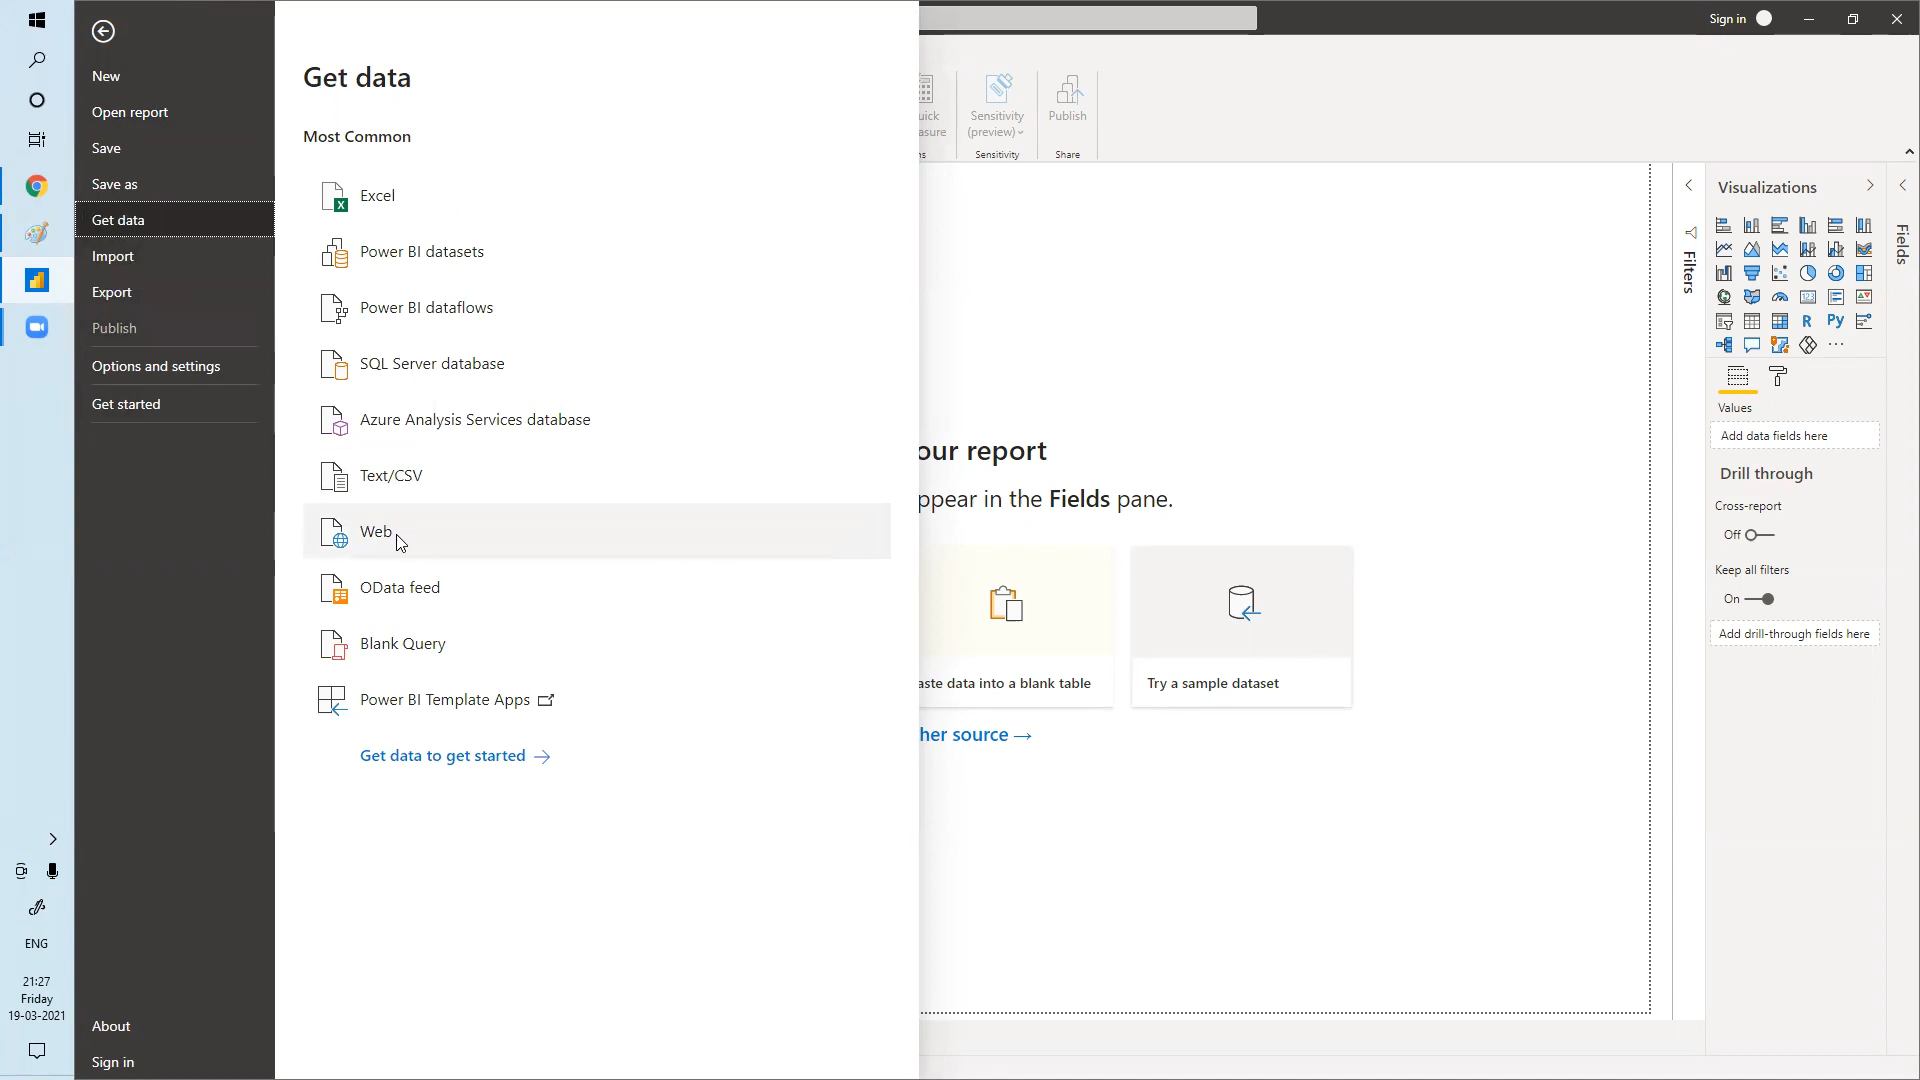 Sign in
New
Open report
Save
Save as
Get data
Import
Export
Publish
Options and settings
Get started
About
Sign in
Get data
Most Common
Excel
Power BI datasets
Power BI dataflows
SQL Server database
Azure Analysis Services database
Text/CSV
Web
OData feed
Blank Query
Power BI Template Apps
Get data to get started
uick
asure
ns
Sensitivity
(preview)
Sensitivity
Publish
Share
our report
ppear in the Fields pane.
aste data into a blank table
Try a sample dataset
her source →
Filters
Visualizations
R
Py
123
Values
Add data fields here
Drill through
Cross-report
Off
Keep all filters
On
Add drill-through fields here
Fields
ENG
21:27
Friday
19-03-2021